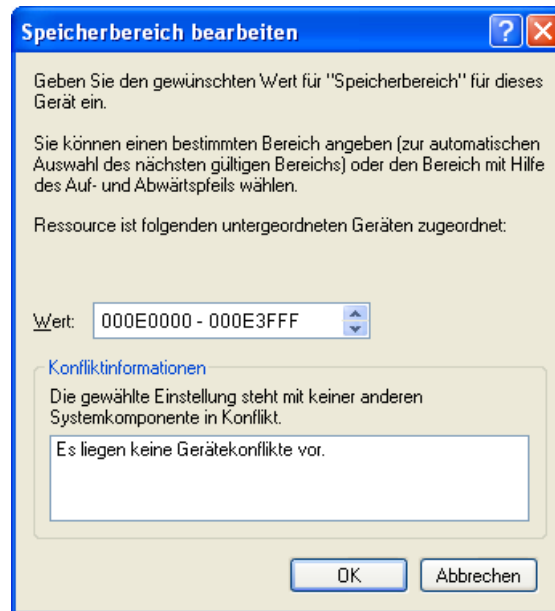 Speicherbereich bearbeiten
Geben Sie den gewünschten Wert für "Speicherbereich" für dieses
Gerät ein.
Sie können einen bestimmten Bereich angeben (zur automatischen
Auswahl des nächsten gültigen Bereichs) oder den Bereich mit Hilfe
des Auf- und Abwärtspfeils wählen.
Ressource ist folgenden untergeordneten Geräten zugeordnet:
Wert: 000E0000 - 000E3FFF
Konfliktinformationen
Die gewählte Einstellung steht mit keiner anderen
Systemkomponente in Konflikt.
Es liegen keine Gerätekonflikte vor.
OK Abbrechen